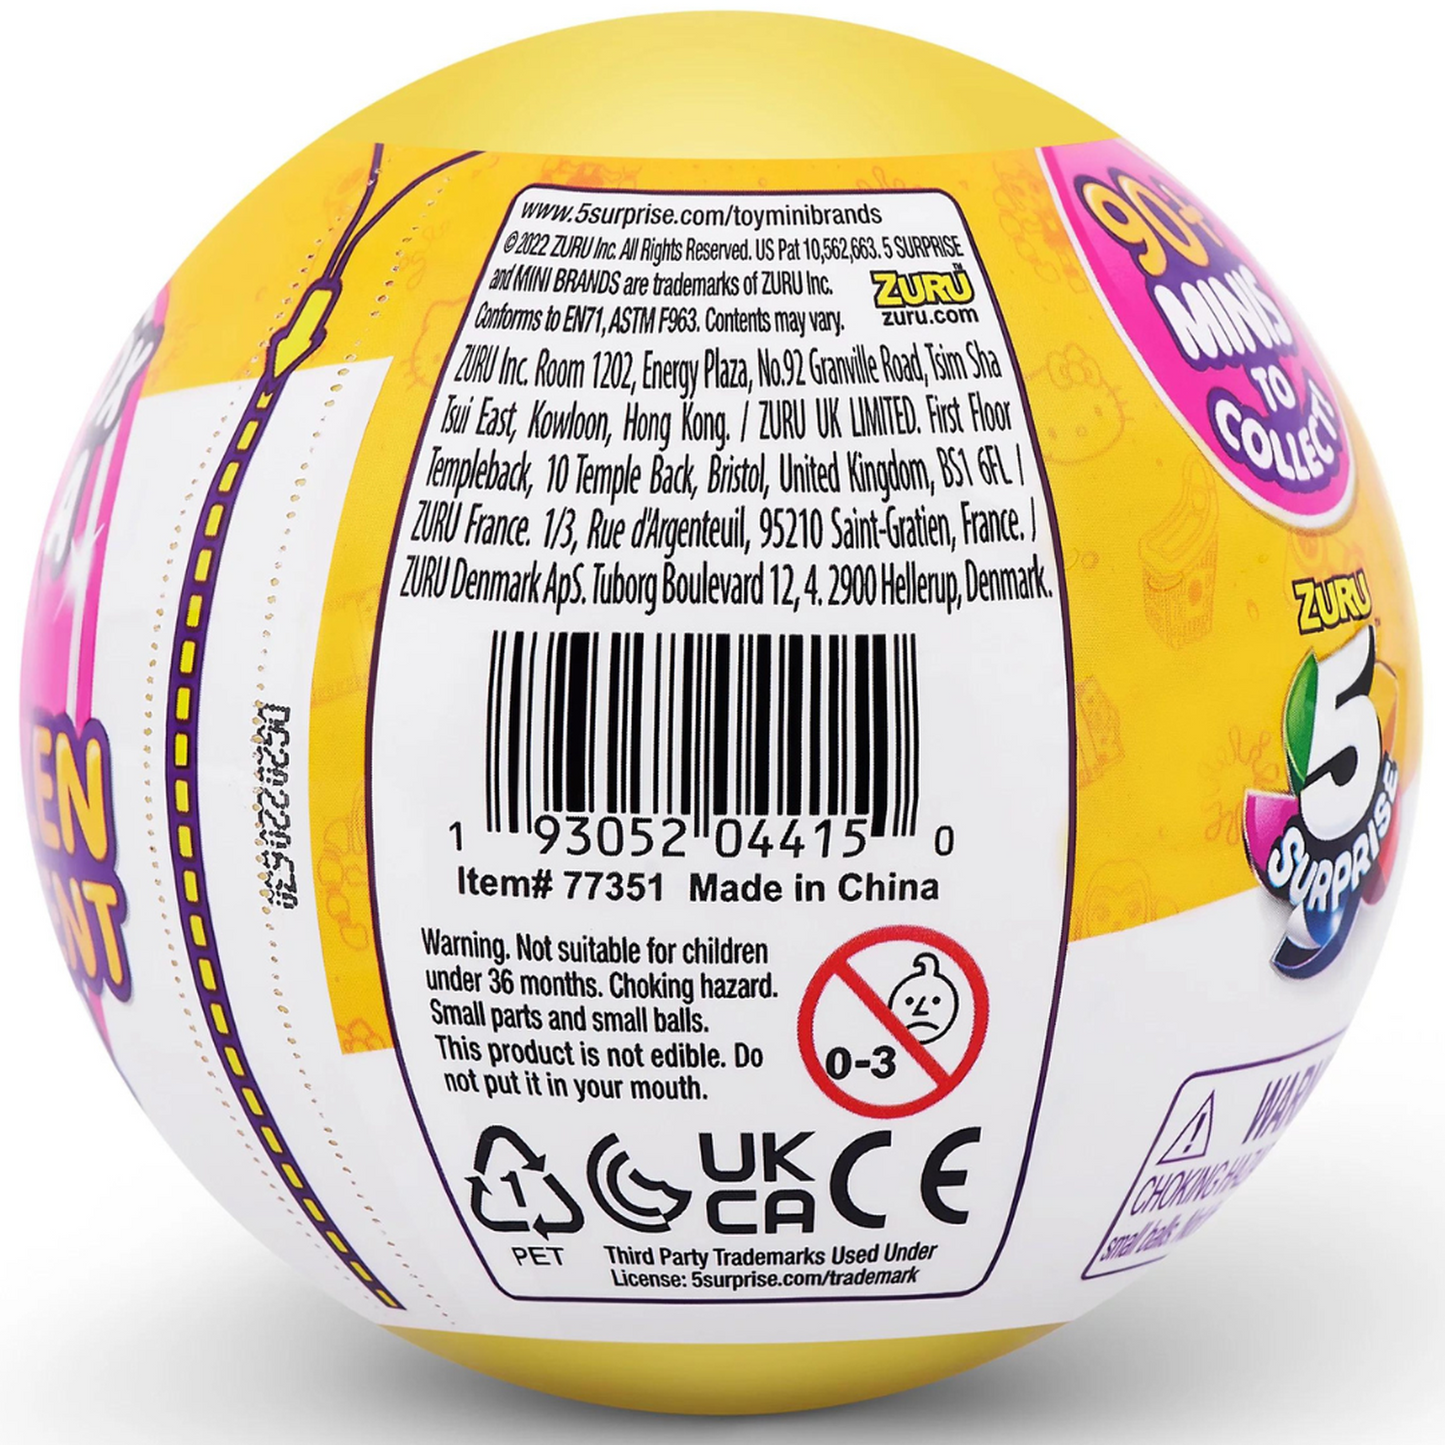 www.5surprise.com/toyminibrands
©2022 ZURU Inc. All Rights Reserved. US Pat 10,562,663. 5 SURPRISE
and MINI BRANDS are trademarks of ZURU Inc.
Conforms to EN71, ASTM F963. Contents may vary.
ZURU™
zuru.com
ZURU Inc. Room 1202, Energy Plaza, No.92 Granville Road, Tsim Sha
Tsui East, Kowloon, Hong Kong. / ZURU UK LIMITED. First Floor
Templeback, 10 Temple Back, Bristol, United Kingdom, BS1 6FL /
ZURU France. 1/3, Rue d'Argenteuil, 95210 Saint-Gratien, France. /
ZURU Denmark ApS. Tuborg Boulevard 12, 4. 2900 Hellerup, Denmark.
1 93052 04415 0
Item# 77351 Made in China
Warning. Not suitable for children
under 36 months. Choking hazard.
Small parts and small balls.
This product is not edible. Do
not put it in your mouth.
0-3
1
PET
UK
CA
CE
Third Party Trademarks Used Under
License: 5surprise.com/trademark
90+
MINIS
TO
COLLECT!
ZURU™
5
SURPRISE
CHOKING
small balls.